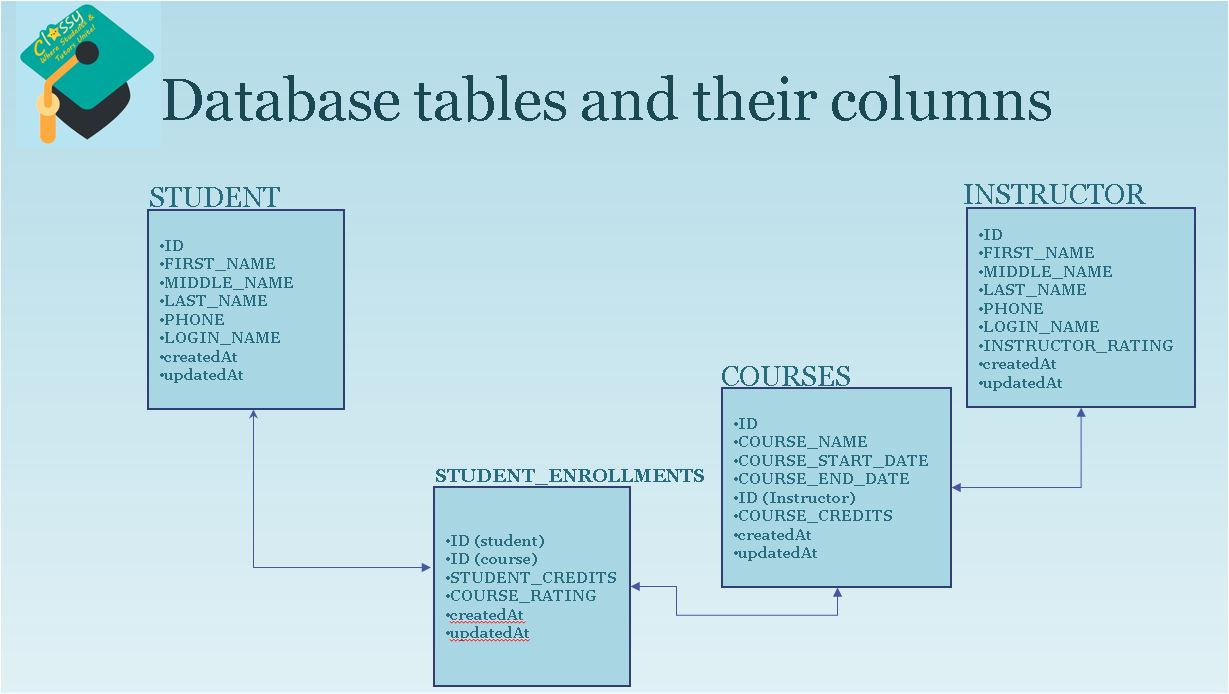 Classy
Where Students &
Tutors Unite!
Database tables and their columns
STUDENT
•ID
•FIRST_NAME
•MIDDLE_NAME
•LAST_NAME
•PHONE
•LOGIN_NAME
•createdAt
•updatedAt
STUDENT_ENROLLMENTS
•ID (student)
•ID (course)
•STUDENT_CREDITS
•COURSE_RATING
•createdAt
•updatedAt
COURSES
•ID
•COURSE_NAME
•COURSE_START_DATE
•COURSE_END_DATE
•ID (Instructor)
•COURSE_CREDITS
•createdAt
•updatedAt
INSTRUCTOR
•ID
•FIRST_NAME
•MIDDLE_NAME
•LAST_NAME
•PHONE
•LOGIN_NAME
•INSTRUCTOR_RATING
•createdAt
•updatedAt